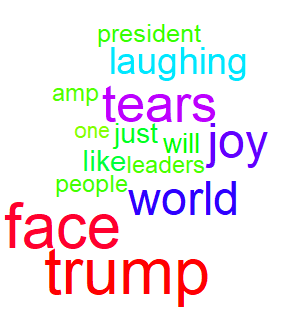 president
laughing
amp tears
one just will joy
like leaders
people world
face
trump